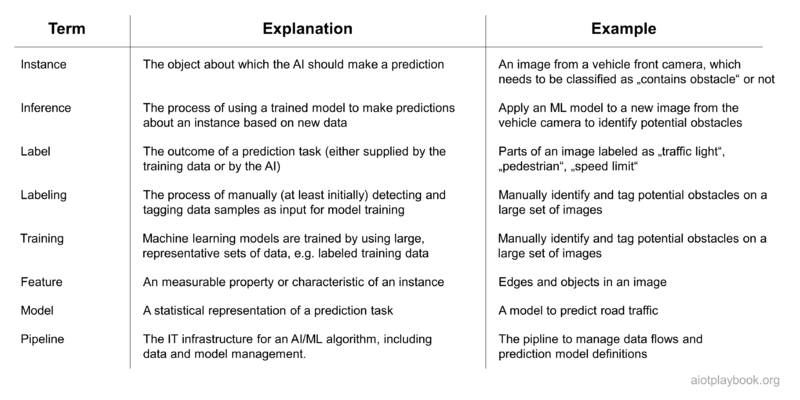 Term Explanation Example
Instance The object about which the AI should make a prediction An image from a vehicle front camera, which
needs to be classified as „contains obstacle“ or not
Inference The process of using a trained model to make predictions Apply an ML model to a new image from the
about an instance based on new data vehicle camera to identify potential obstacles
Label The outcome of a prediction task (either supplied by the Parts of an image labeled as „traffic light“,
training data or by the AI) „pedestrian“, „speed limit“
Labeling The process of manually (at least initially) detecting and Manually identify and tag potential obstacles on a
tagging data samples as input for model training large set of images
Training Machine learning models are trained by using large, Manually identify and tag potential obstacles on a
representative sets of data, e.g. labeled training data large set of images
Feature An measurable property or characteristic of an instance Edges and objects in an image
Model A statistical representation of a prediction task A model to predict road traffic
Pipeline The IT infrastructure for an AI/ML algorithm, including The pipline to manage data flows and
data and model management. prediction model definitions
aiotplaybook.org